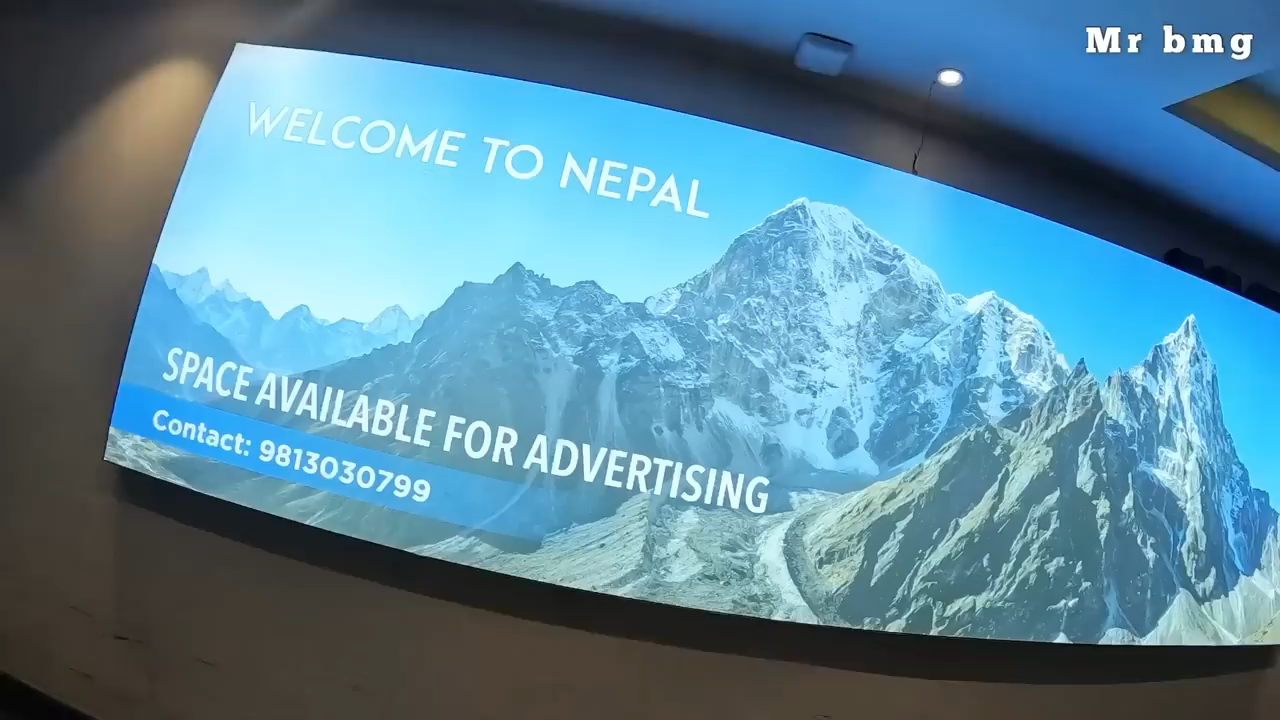 Mr bmg
WELCOME TO NEPAL
SPACE AVAILABLE FOR ADVERTISING
Contact: 9813030799